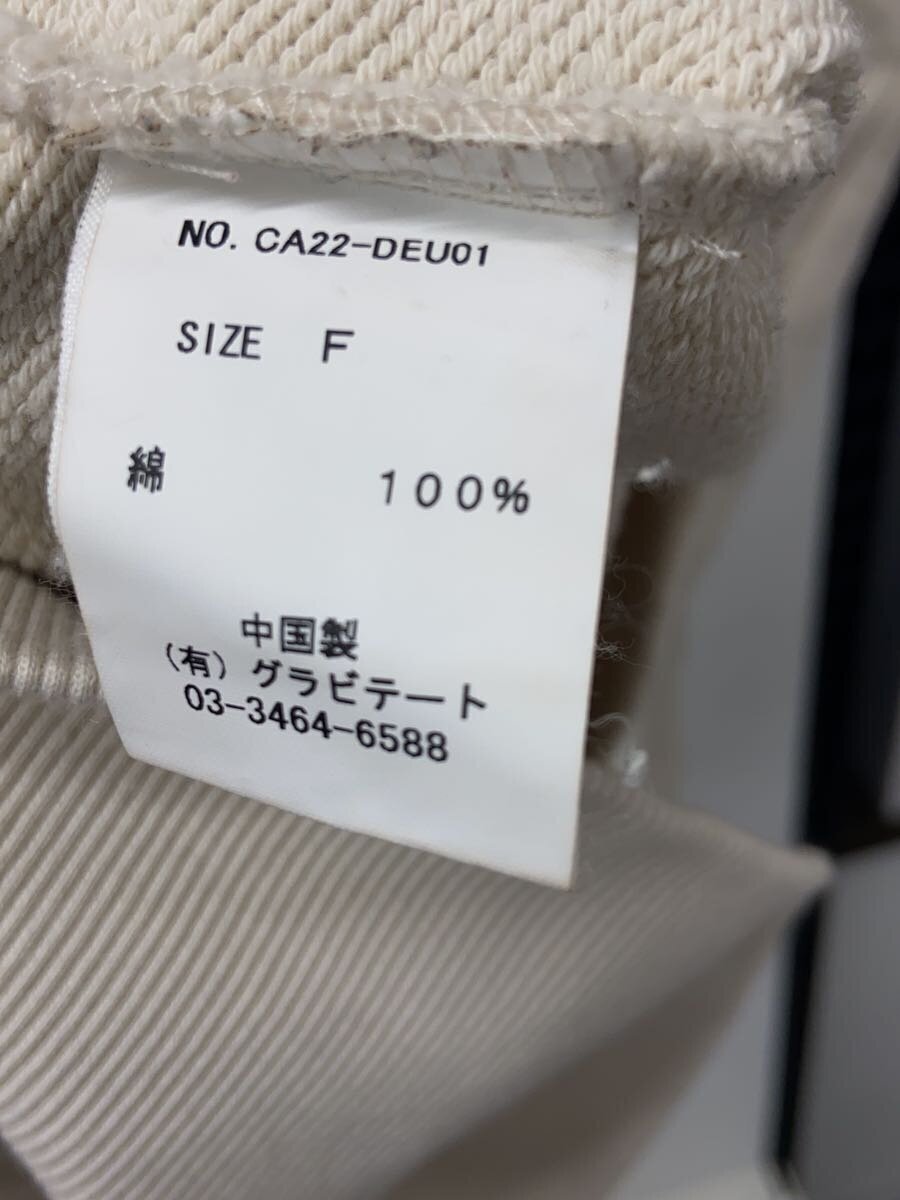 NO. CA22-DEU01
SIZE F
綿 100%
中国製
(有)グラビテート
03-3464-6588